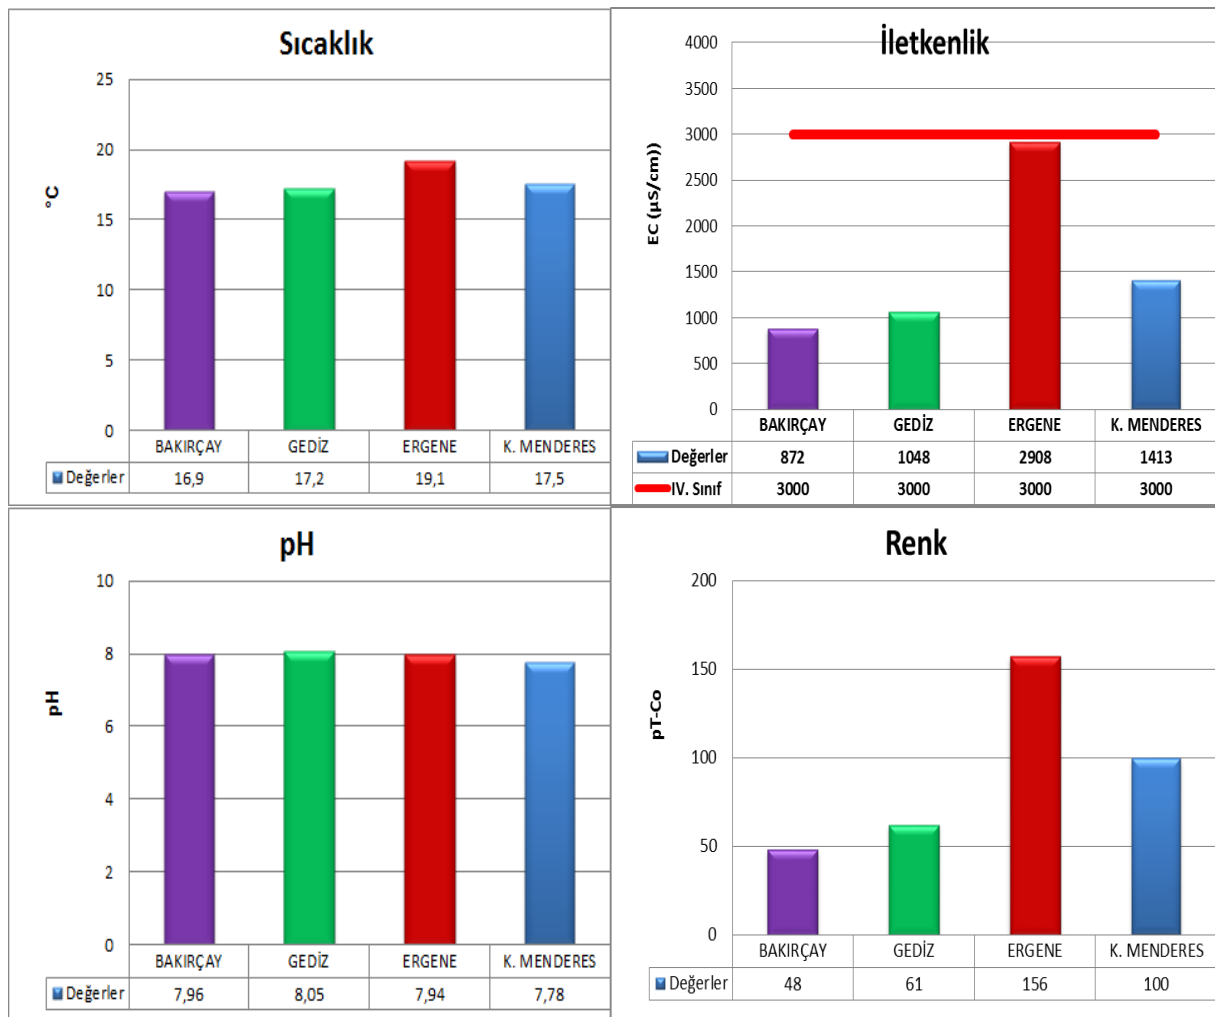 Sıcaklık
25
20
15
10
5
0
°C
BAKIRÇAY GEDİZ ERGENE K. MENDERES
Değerler 16,9 17,2 19,1 17,5
İletkenlik
4000
3500
3000
2500
2000
1500
1000
500
0
EC (µS/cm))
BAKIRÇAY GEDİZ ERGENE K. MENDERES
Değerler 872 1048 2908 1413
IV. Sınıf 3000 3000 3000 3000
pH
10
8
6
4
2
0
pH
BAKIRÇAY GEDİZ ERGENE K. MENDERES
Değerler 7,96 8,05 7,94 7,78
Renk
200
150
100
50
0
pT-Co
BAKIRÇAY GEDİZ ERGENE K. MENDERES
Değerler 48 61 156 100